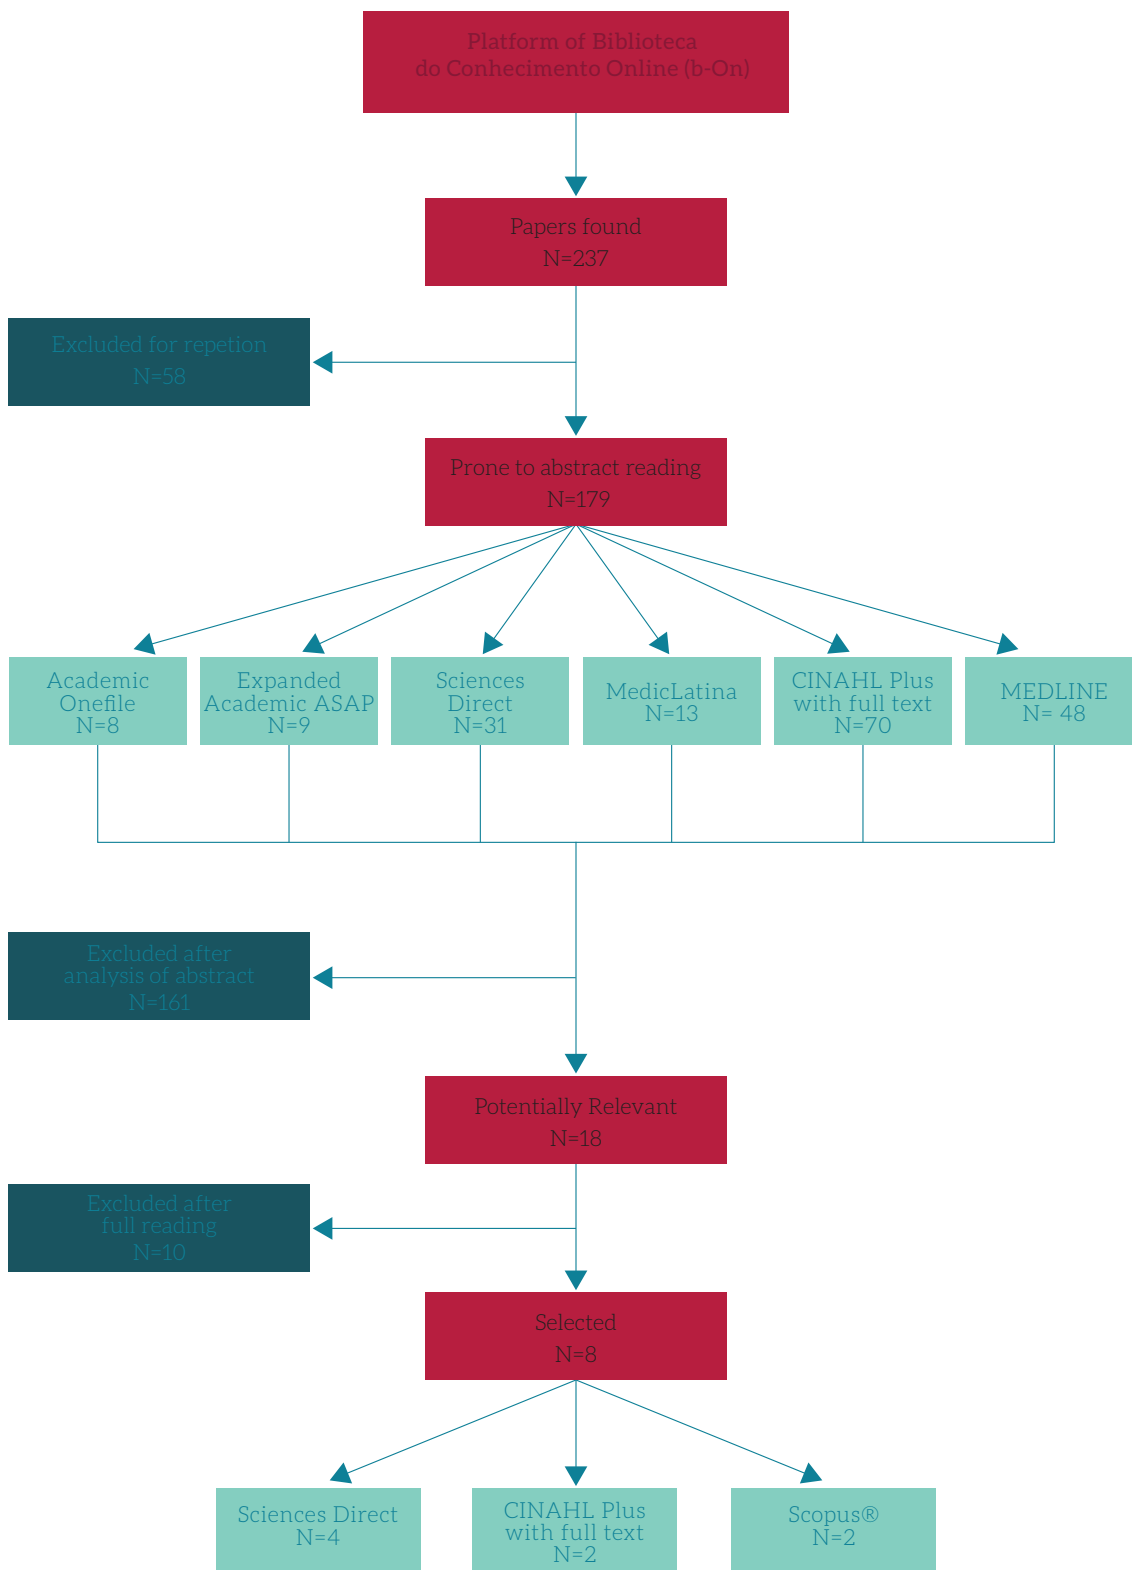 Platform of Biblioteca
do Conhecimento Online (b-On)
Papers found
N=237
Excluded for repetion
N=58
Prone to abstract reading
N=179
Academic
Onefile
N=8
Expanded
Academic ASAP
N=9
Sciences
Direct
N=31
MedicLatina
N=13
CINAHL Plus
with full text
N=70
MEDLINE
N= 48
Excluded after
analysis of abstract
N=161
Potentially Relevant
N=18
Excluded after
full reading
N=10
Selected
N=8
Sciences Direct
N=4
CINAHL Plus
with full text
N=2
Scopus®
N=2